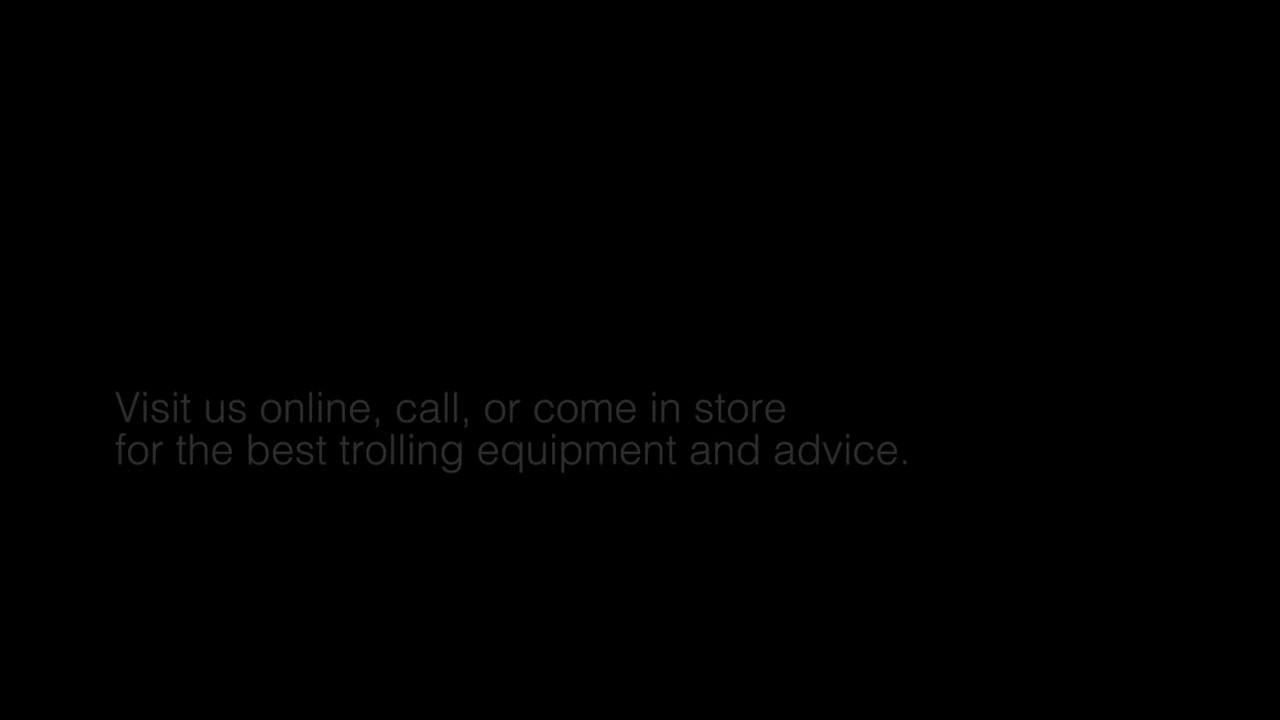 Visit us online, call, or come in store
for the best trolling equipment and advice.